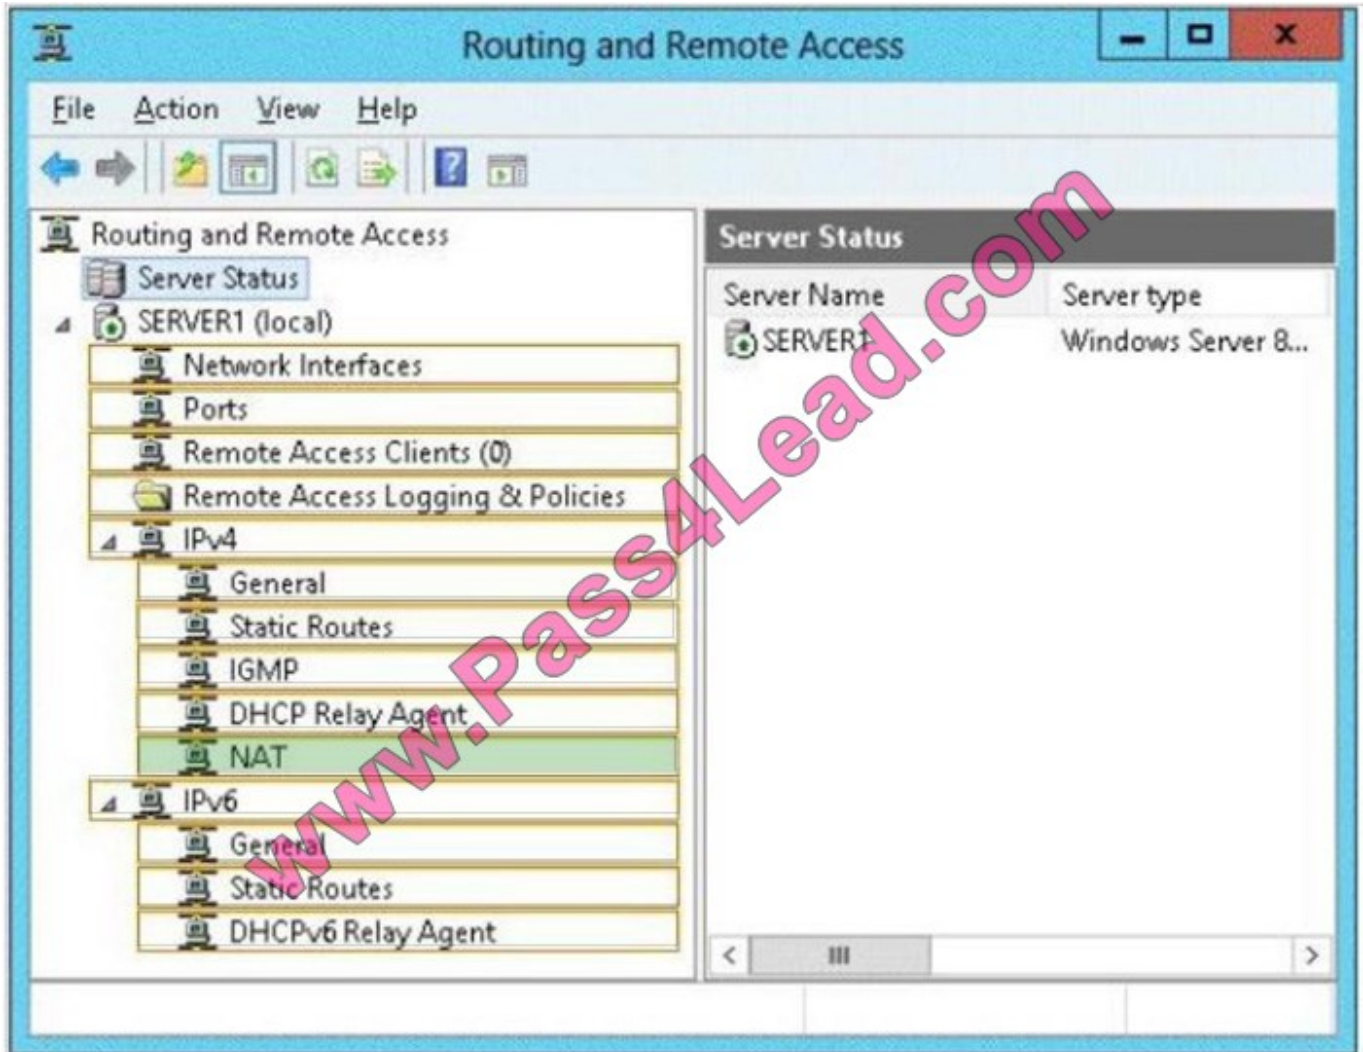 Routing and Remote Access
File Action View Help
Routing and Remote Access
Server Status
SERVER1 (local)
Network Interfaces
Ports
Remote Access Clients (0)
Remote Access Logging & Policies
IPv4
General
Static Routes
IGMP
DHCP Relay Agent
NAT
IPv6
General
Static Routes
DHCPv6 Relay Agent
Server Status
Server Name Server type
SERVER1 Windows Server 8...
www.Pass4Lead.com